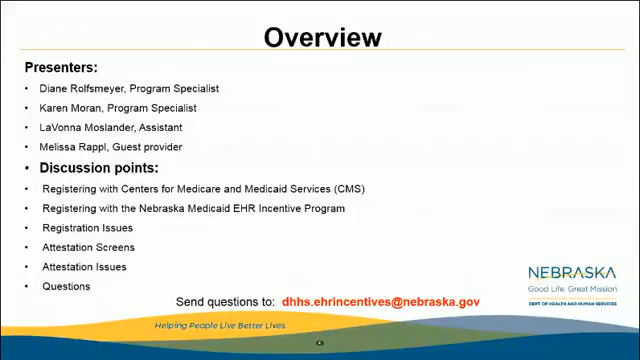 Overview
Presenters:
• Diane Rolfsmeyer, Program Specialist
• Karen Moran, Program Specialist
• LaVonna Moslander, Assistant
• Melissa Rappl, Guest provider
• Discussion points:
• Registering with Centers for Medicare and Medicaid Services (CMS)
• Registering with the Nebraska Medicaid EHR Incentive Program
• Registration Issues
• Attestation Screens
• Attestation Issues
• Questions
Send questions to: dhhs.ehrincentives@nebraska.gov
NEBRASKA
Good Life. Great Mission.
DEPT. OF HEALTH AND HUMAN SERVICES
Helping People Live Better Lives